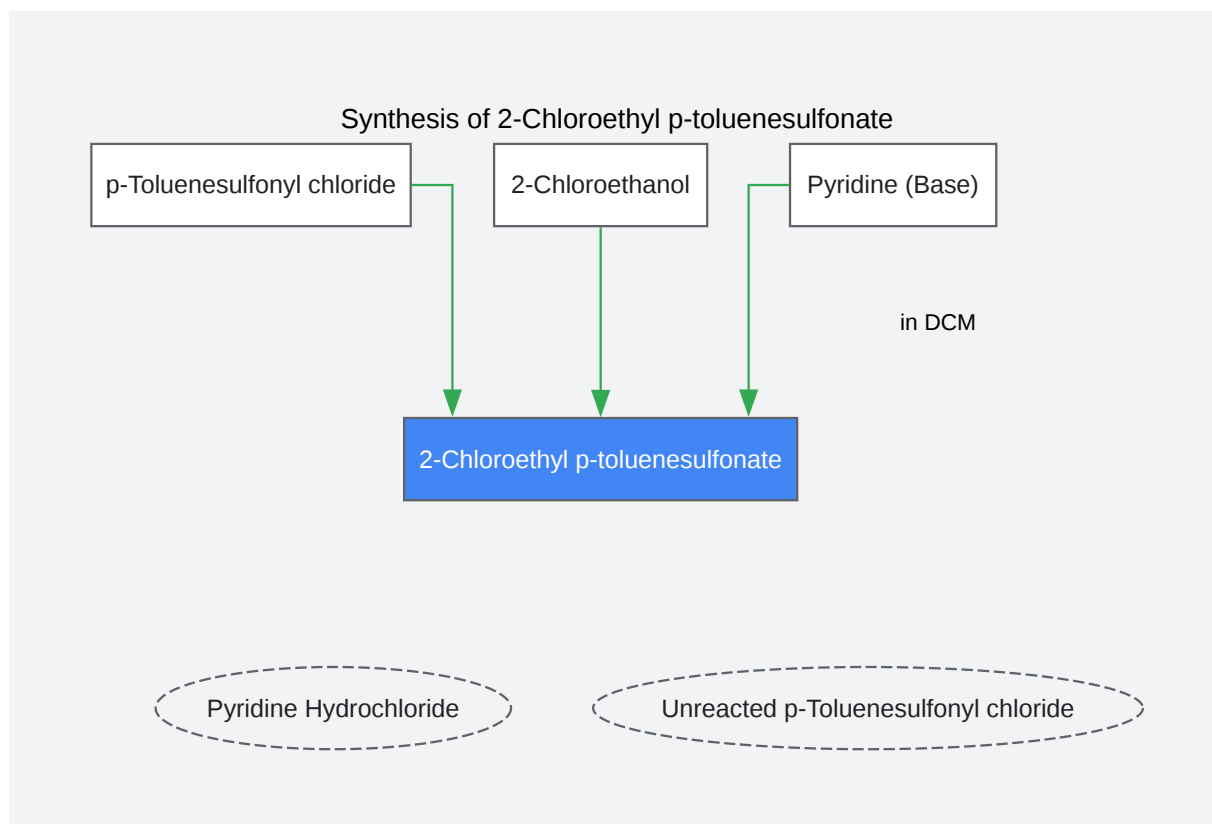 Synthesis of 2-Chloroethyl p-toluenesulfonate
p-Toluenesulfonyl chloride
2-Chloroethanol
Pyridine (Base)
in DCM
2-Chloroethyl p-toluenesulfonate
Pyridine Hydrochloride
Unreacted p-Toluenesulfonyl chloride